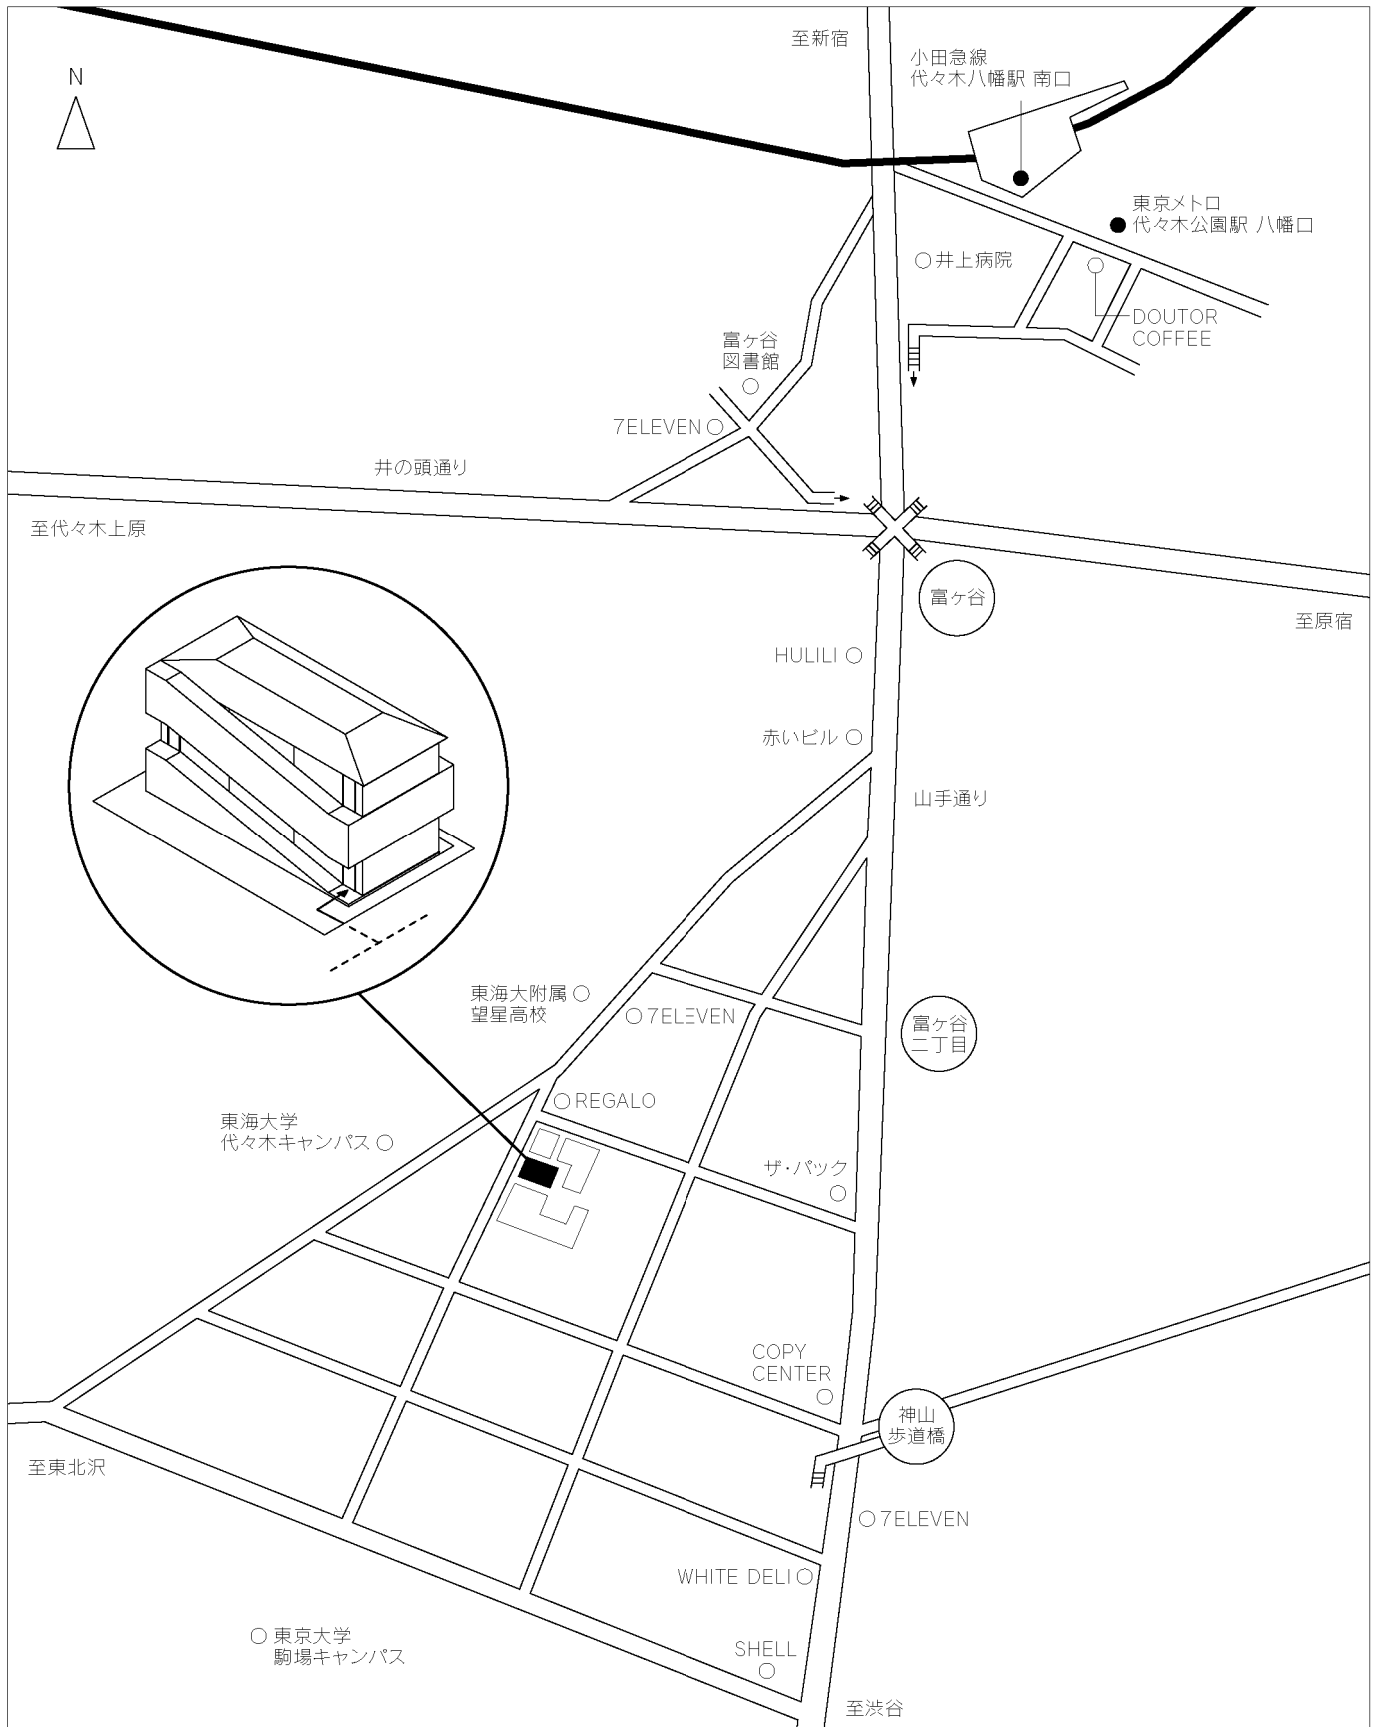 至新宿
小田急線
代々木八幡駅 南口
N
東京メトロ
代々木公園駅 八幡口
井上病院
DOUTOR
COFFEE
富ヶ谷
図書館
7ELEVEN
井の頭通り
至代々木上原
富ヶ谷
至原宿
HULILI
赤いビル
山手通り
東海大附属
望星高校
7ELEVEN
富ヶ谷
二丁目
REGALO
東海大学
代々木キャンパス
ザ・パック
COPY
CENTER
神山
歩道橋
至東北沢
7ELEVEN
WHITE DELI
東京大学
駒場キャンパス
SHELL
至渋谷